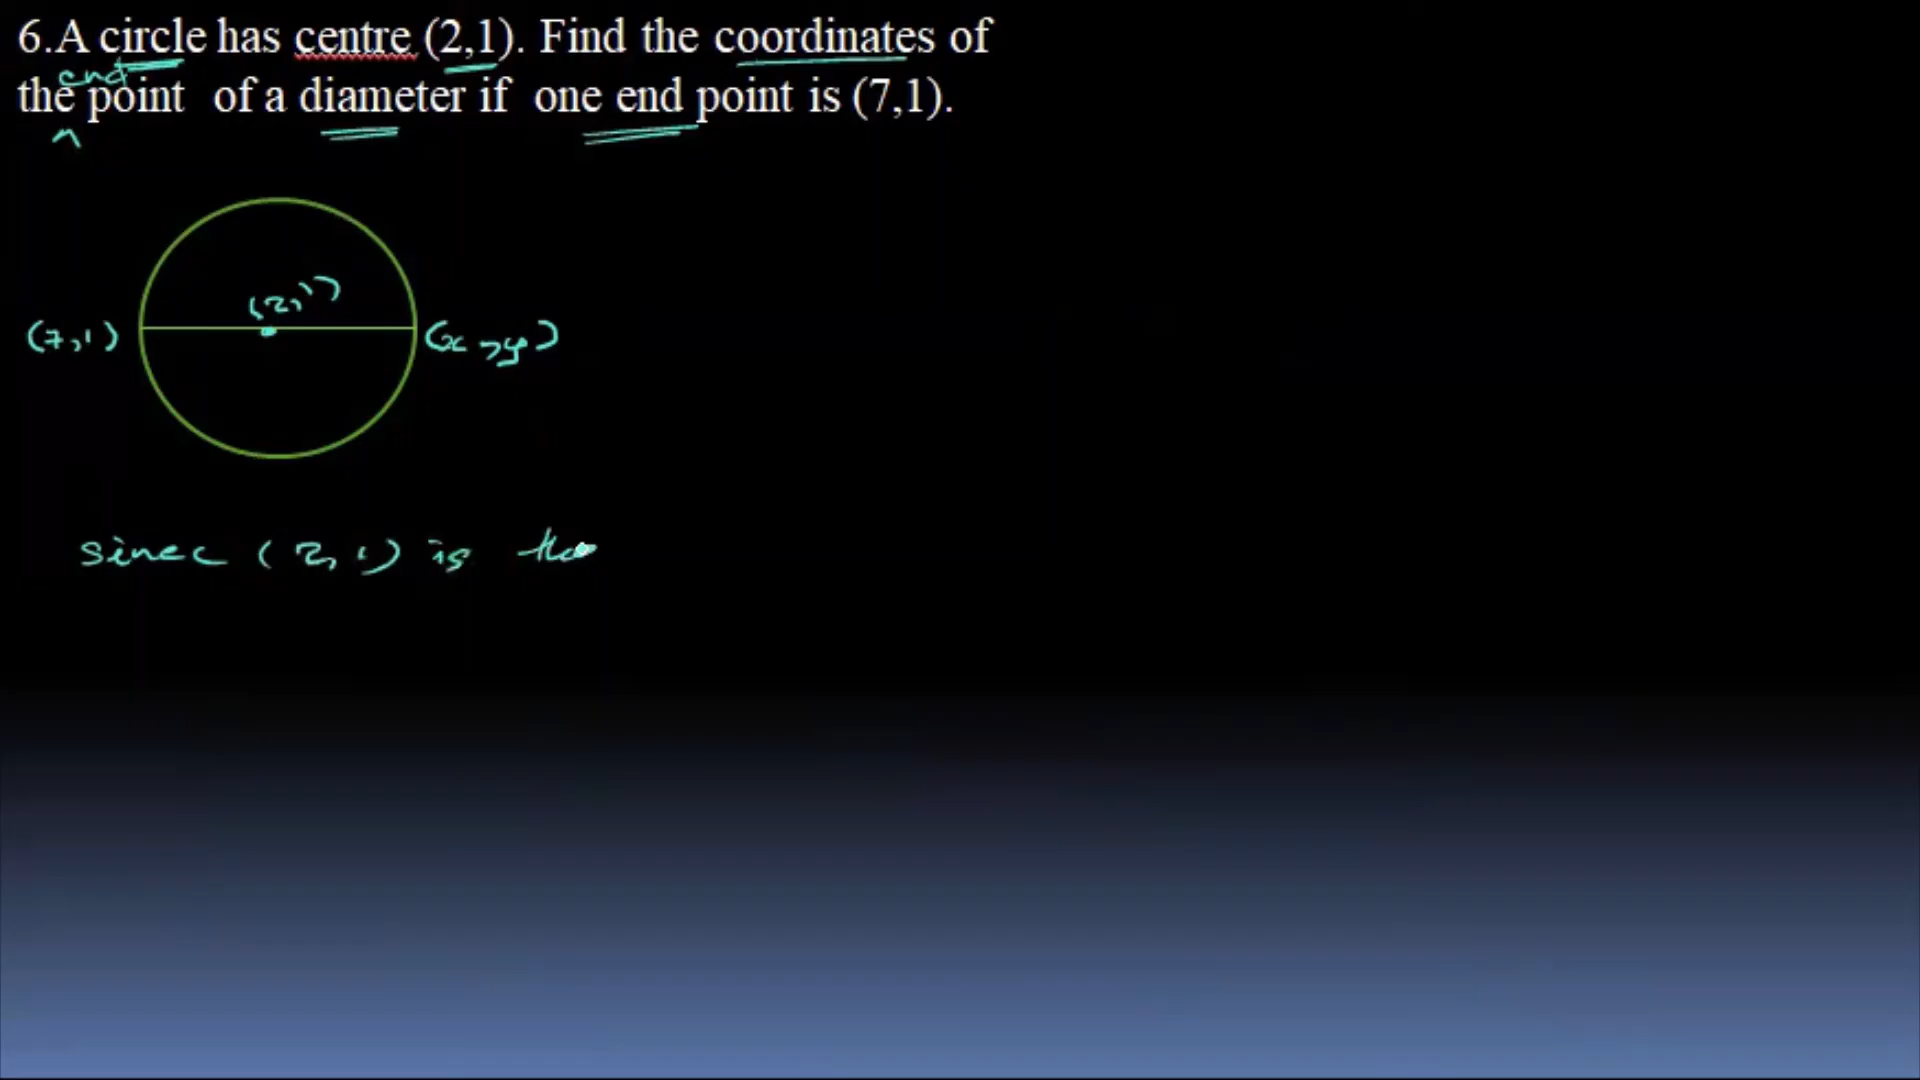 6.A circle has centre (2,1). Find the coordinates of
end
the point of a diameter if one end point is (7,1).
(2,1)
(7,1) (x,y)
since (2,1) is the